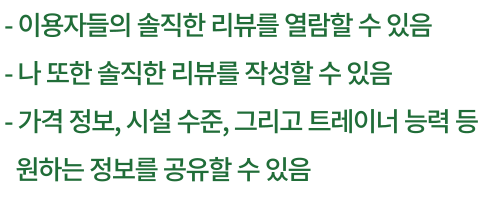 - 이용자들의 솔직한 리뷰를 열람할 수 있음
- 나 또한 솔직한 리뷰를 작성할 수 있음
- 가격 정보, 시설 수준, 그리고 트레이너 능력 등
원하는 정보를 공유할 수 있음